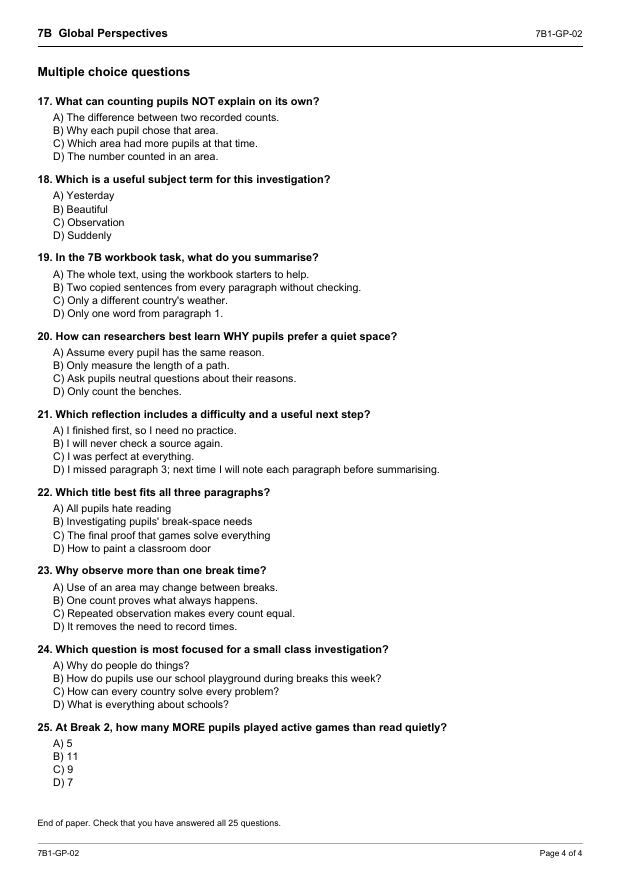 7B Global Perspectives
7B1-GP-02
Multiple choice questions
17. What can counting pupils NOT explain on its own?
A) The difference between two recorded counts.
B) Why each pupil chose that area.
C) Which area had more pupils at that time.
D) The number counted in an area.
18. Which is a useful subject term for this investigation?
A) Yesterday
B) Beautiful
C) Observation
D) Suddenly
19. In the 7B workbook task, what do you summarise?
A) The whole text, using the workbook starters to help.
B) Two copied sentences from every paragraph without checking.
C) Only a different country's weather.
D) Only one word from paragraph 1.
20. How can researchers best learn WHY pupils prefer a quiet space?
A) Assume every pupil has the same reason.
B) Only measure the length of a path.
C) Ask pupils neutral questions about their reasons.
D) Only count the benches.
21. Which reflection includes a difficulty and a useful next step?
A) I finished first, so I need no practice.
B) I will never check a source again.
C) I was perfect at everything.
D) I missed paragraph 3; next time I will note each paragraph before summarising.
22. Which title best fits all three paragraphs?
A) All pupils hate reading
B) Investigating pupils' break-space needs
C) The final proof that games solve everything
D) How to paint a classroom door
23. Why observe more than one break time?
A) Use of an area may change between breaks.
B) One count proves what always happens.
C) Repeated observation makes every count equal.
D) It removes the need to record times.
24. Which question is most focused for a small class investigation?
A) Why do people do things?
B) How do pupils use our school playground during breaks this week?
C) How can every country solve every problem?
D) What is everything about schools?
25. At Break 2, how many MORE pupils played active games than read quietly?
A) 5
B) 11
C) 9
D) 7
End of paper. Check that you have answered all 25 questions.
7B1-GP-02
Page 4 of 4